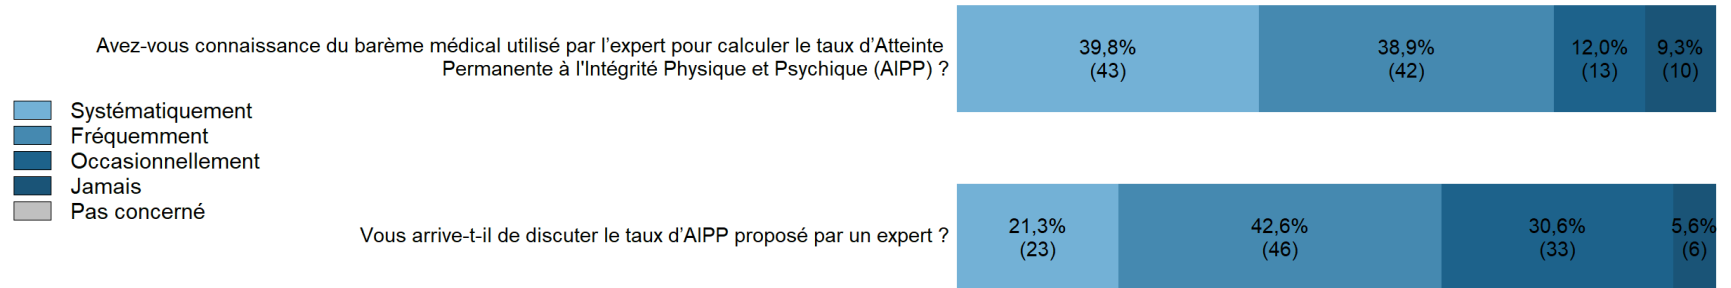 Avez-vous connaissance du barème médical utilisé par l’expert pour calculer le taux d’Atteinte
Permanente à l'Intégrité Physique et Psychique (AIPP) ?
39,8%
(43)
38,9%
(42)
12,0%
(13)
9,3%
(10)
Systématiquement
Fréquemment
Occasionnellement
Jamais
Pas concerné
Vous arrive-t-il de discuter le taux d’AIPP proposé par un expert ?
21,3%
(23)
42,6%
(46)
30,6%
(33)
5,6%
(6)